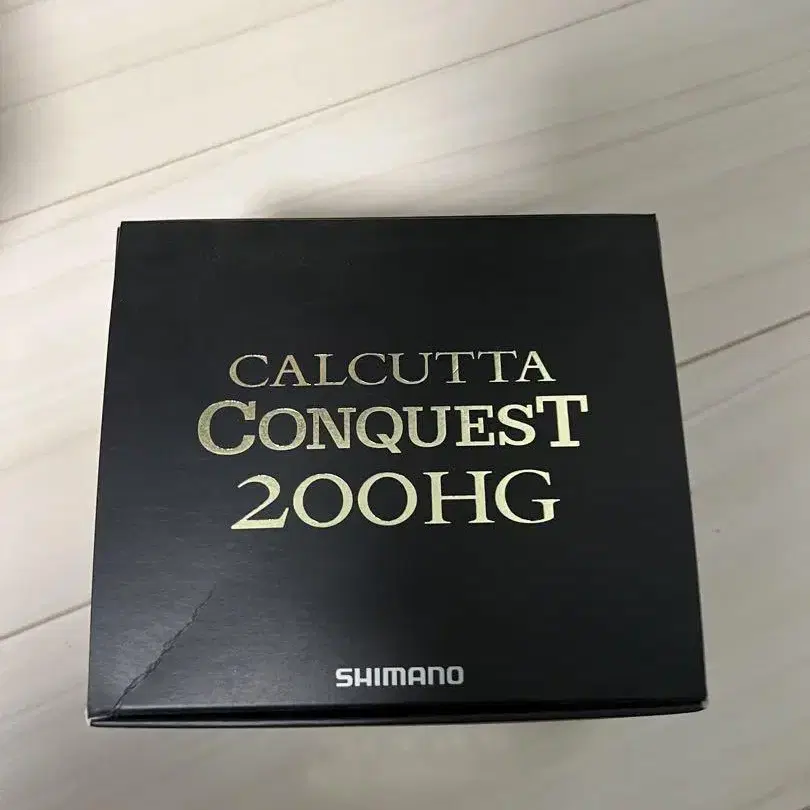 CALCUTTA
CONQUEST
200HG
SHIMANO